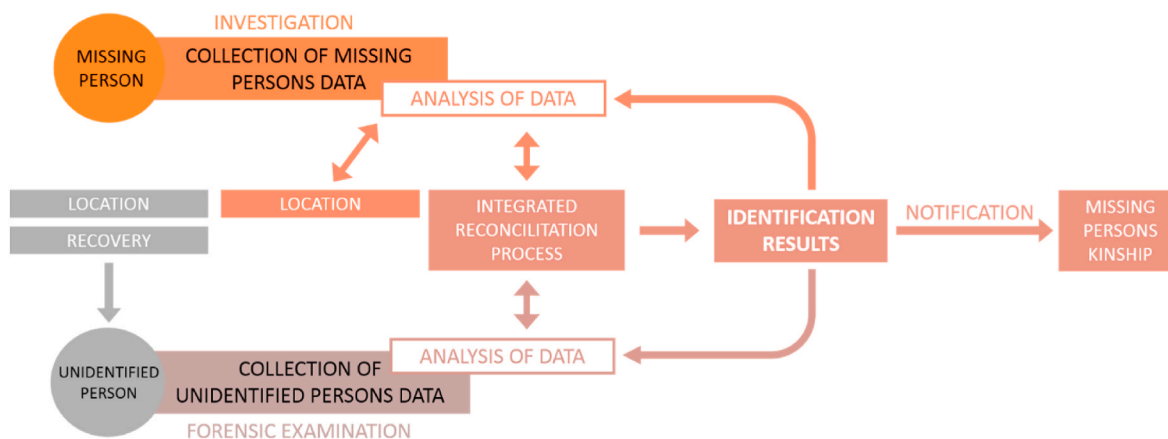 INVESTIGATION
MISSING
PERSON
COLLECTION OF MISSING
PERSONS DATA
ANALYSIS OF DATA
LOCATION
RECOVERY
LOCATION
INTEGRATED
RECONCILITATION
PROCESS
IDENTIFICATION
RESULTS
NOTIFICATION
MISSING
PERSONS
KINSHIP
ANALYSIS OF DATA
UNIDENTIFIED
PERSON
COLLECTION OF
UNIDENTIFIED PERSONS DATA
FORENSIC EXAMINATION